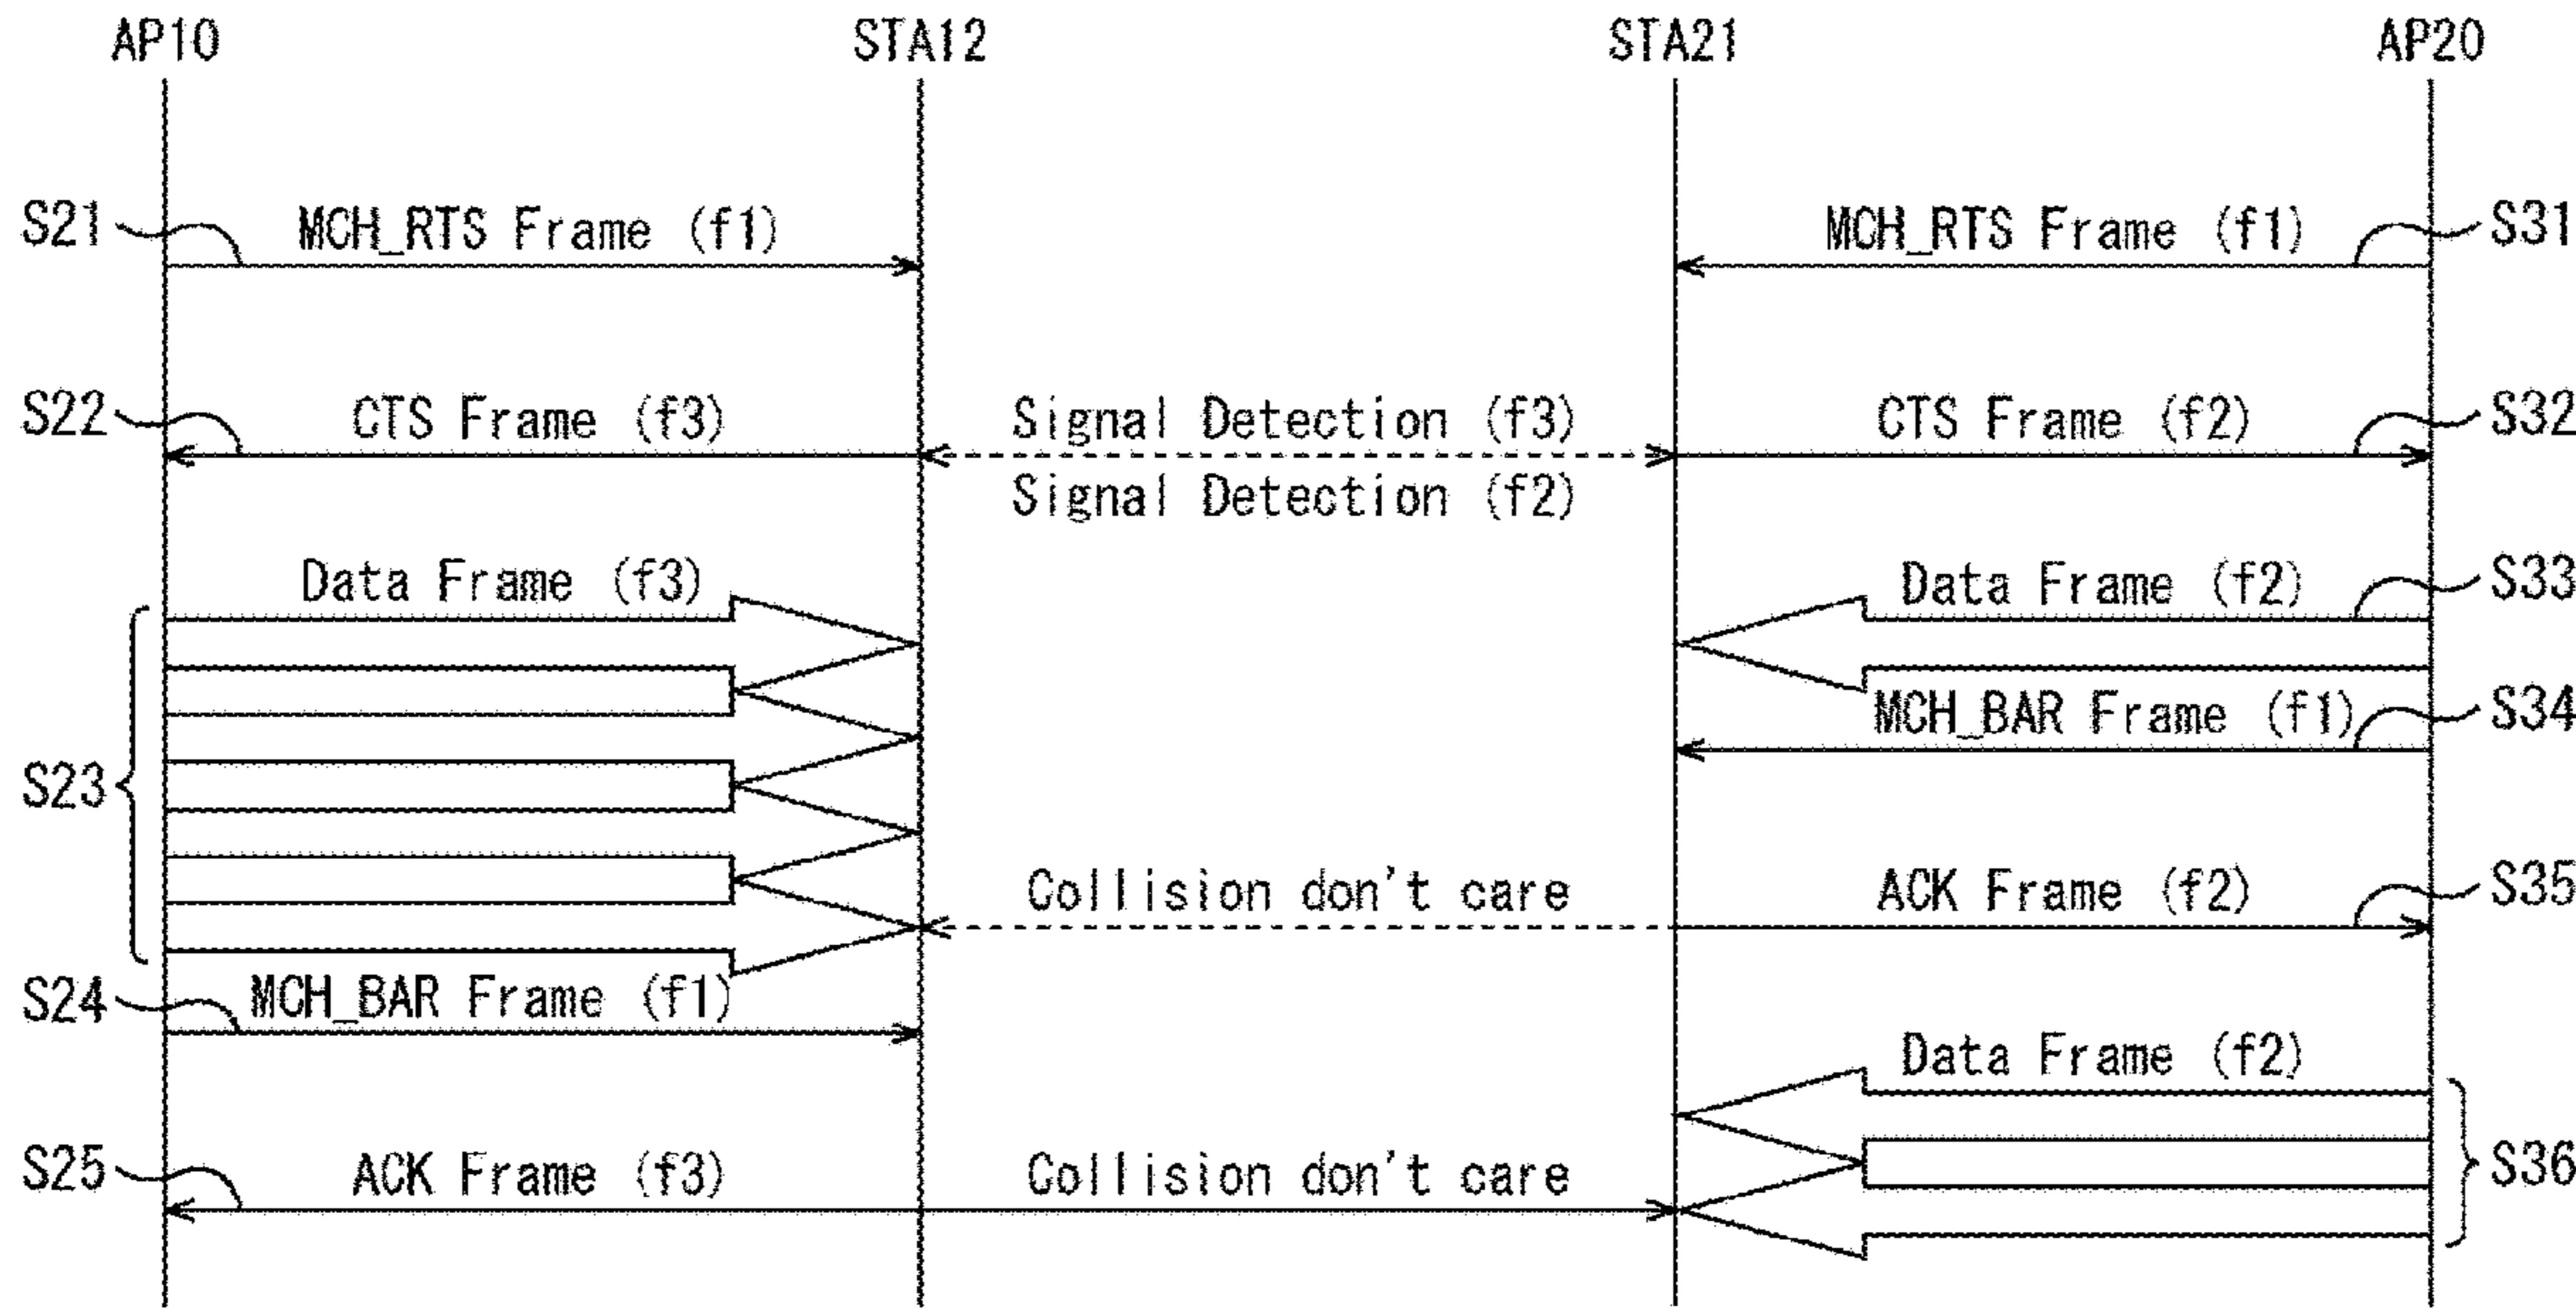 AP10 STA12 STA21 AP20
S21 MCH_RTS Frame (f1) MCH_RTS Frame (f1) S31
S22 CTS Frame (f3) Signal Detection (f3) CTS Frame (f2) S32
Signal Detection (f2)
Data Frame (f3) Data Frame (f2) S33
MCH_BAR Frame (f1) S34
S23
Collision don't care ACK Frame (f2) S35
S24 MCH_BAR Frame (f1)
Data Frame (f2)
S25 ACK Frame (f3) Collision don't care S36